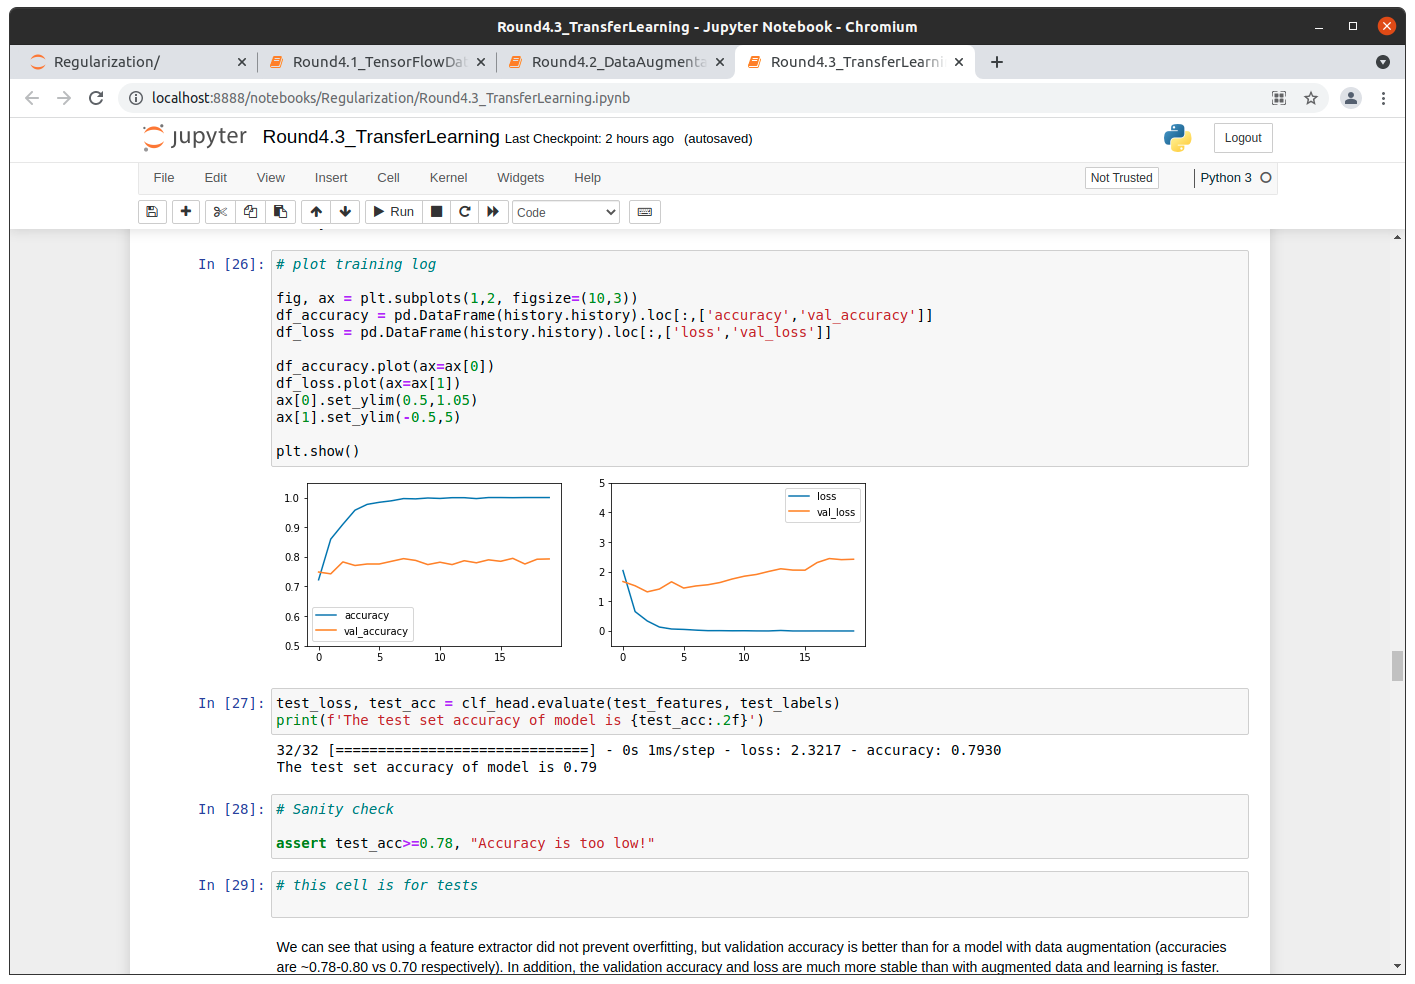 Round4.3_TransferLearning - Jupyter Notebook - Chromium
Regularization/
Round4.1_TensorFlowDat
Round4.2_DataAugmenta
Round4.3_TransferLearni
localhost:8888/notebooks/Regularization/Round4.3_TransferLearning.ipynb
jupyter Round4.3_TransferLearning Last Checkpoint: 2 hours ago (autosaved)
Logout
File Edit View Insert Cell Kernel Widgets Help
Not Trusted
Python 3
Run
Code
In [26]:
# plot training log
fig, ax = plt.subplots(1,2, figsize=(10,3))
df_accuracy = pd.DataFrame(history.history).loc[:,['accuracy','val_accuracy']]
df_loss = pd.DataFrame(history.history).loc[:,['loss','val_loss']]
df_accuracy.plot(ax=ax[0])
df_loss.plot(ax=ax[1])
ax[0].set_ylim(0.5,1.05)
ax[1].set_ylim(-0.5,5)
plt.show()
1.0
0.9
0.8
0.7
0.6
0.5
accuracy
val_accuracy
0 5 10 15
5
4
3
2
1
0
loss
val_loss
0 5 10 15
In [27]:
test_loss, test_acc = clf_head.evaluate(test_features, test_labels)
print(f'The test set accuracy of model is {test_acc:.2f}')
32/32 [==============================] - 0s 1ms/step - loss: 2.3217 - accuracy: 0.7930
The test set accuracy of model is 0.79
In [28]:
# Sanity check
assert test_acc>=0.78, "Accuracy is too low!"
In [29]:
# this cell is for tests
We can see that using a feature extractor did not prevent overfitting, but validation accuracy is better than for a model with data augmentation (accuracies
are ~0.78-0.80 vs 0.70 respectively). In addition, the validation accuracy and loss are much more stable than with augmented data and learning is faster.